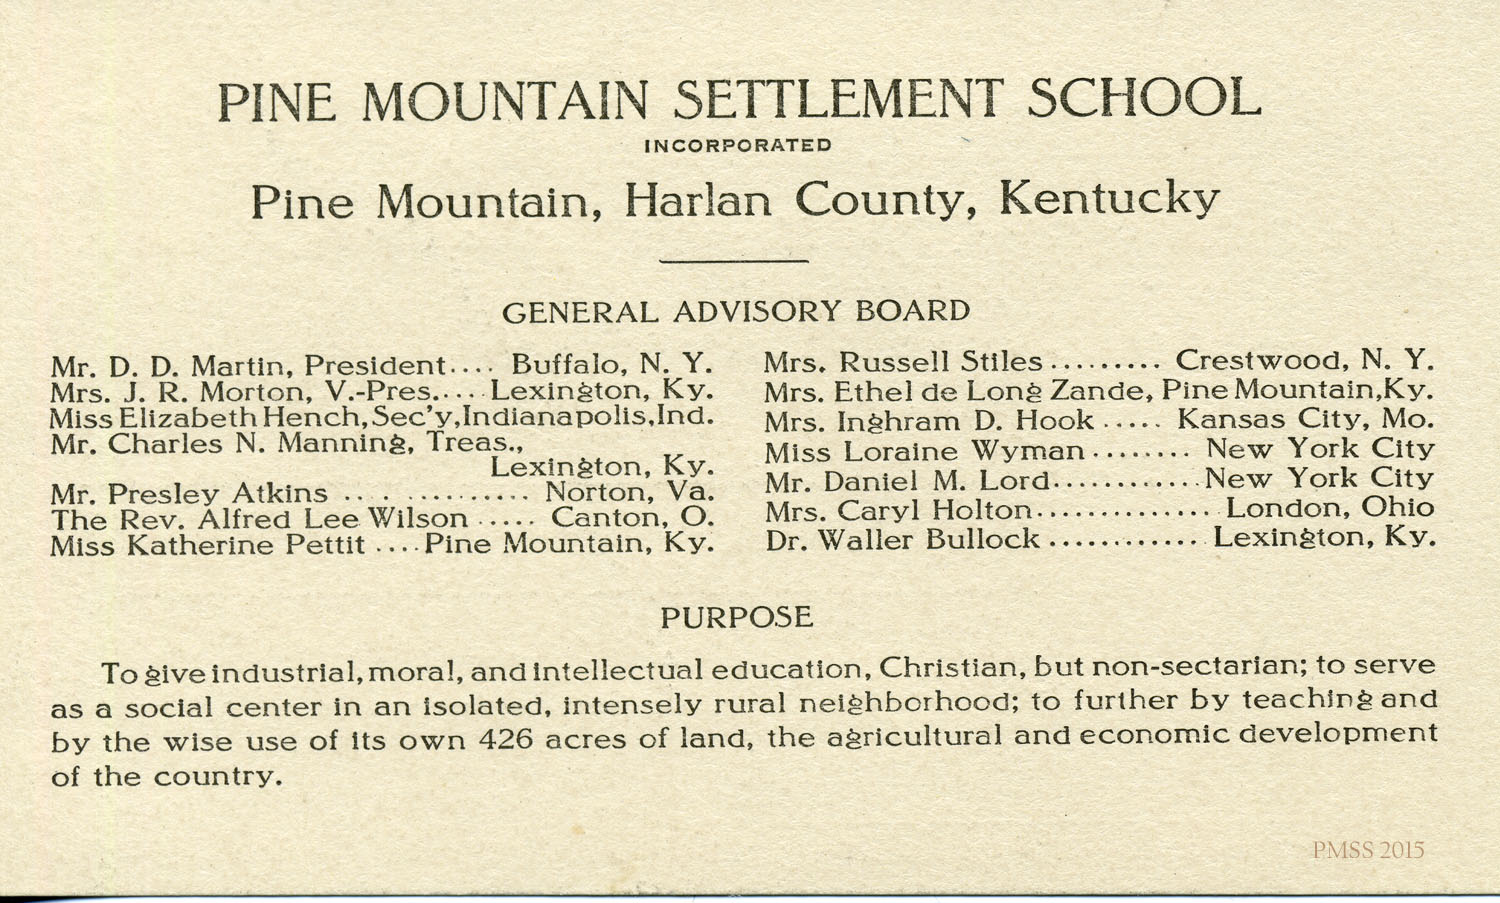 PINE MOUNTAIN SETTLEMENT SCHOOL
INCORPORATED
Pine Mountain, Harlan County, Kentucky
GENERAL ADVISORY BOARD
Mr. D. D. Martin, President.... Buffalo, N. Y.
Mrs. J. R. Morton, V.-Pres..... Lexington, Ky.
Miss Elizabeth Hench, Sec'y, Indianapolis, Ind.
Mr. Charles N. Manning, Treas.,
Lexington, Ky.
Mr. Presley Atkins .. . ........... Norton, Va.
The Rev. Alfred Lee Wilson ..... Canton, O.
Miss Katherine Pettit .... Pine Mountain, Ky.
Mrs. Russell Stiles ......... Crestwood, N. Y.
Mrs. Ethel de Long Zande, Pine Mountain, Ky.
Mrs. Inghram D. Hook ..... Kansas City, Mo.
Miss Loraine Wyman ........ New York City
Mr. Daniel M. Lord............ New York City
Mrs. Caryl Holton.............. London, Ohio
Dr. Waller Bullock ............ Lexington, Ky.
PURPOSE
To give industrial, moral, and intellectual education, Christian, but non-sectarian; to serve
as a social center in an isolated, intensely rural neighborhood; to further by teaching and
by the wise use of its own 426 acres of land, the agricultural and economic development
of the country.
PMSS 2015